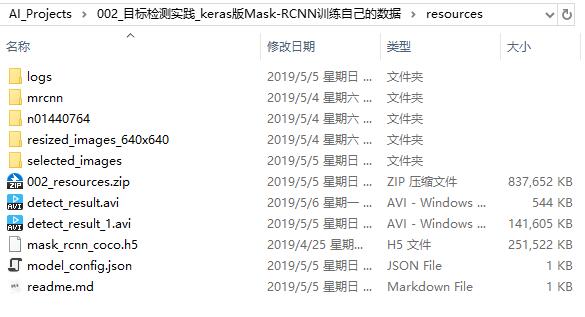 AI_Projects > 002_目标检测实践_keras版Mask-RCNN训练自己的数据 > resources
名称 修改日期 类型 大小
logs 2019/5/5 星期日 ... 文件夹
mrcnn 2019/5/4 星期六 ... 文件夹
n01440764 2019/5/4 星期六 ... 文件夹
resized_images_640x640 2019/5/4 星期六 ... 文件夹
selected_images 2019/5/5 星期日 ... 文件夹
ZIP 002_resources.zip 2019/5/5 星期日 ... ZIP 压缩文件 837,652 KB
AVI detect_result.avi 2019/5/6 星期一 ... AVI - Windows ... 544 KB
AVI detect_result_1.avi 2019/5/5 星期日 ... AVI - Windows ... 141,605 KB
mask_rcnn_coco.h5 2019/4/25 星期... H5 文件 251,522 KB
model_config.json 2019/5/5 星期日 ... JSON File 1 KB
readme.md 2019/5/5 星期日 ... Markdown File 1 KB